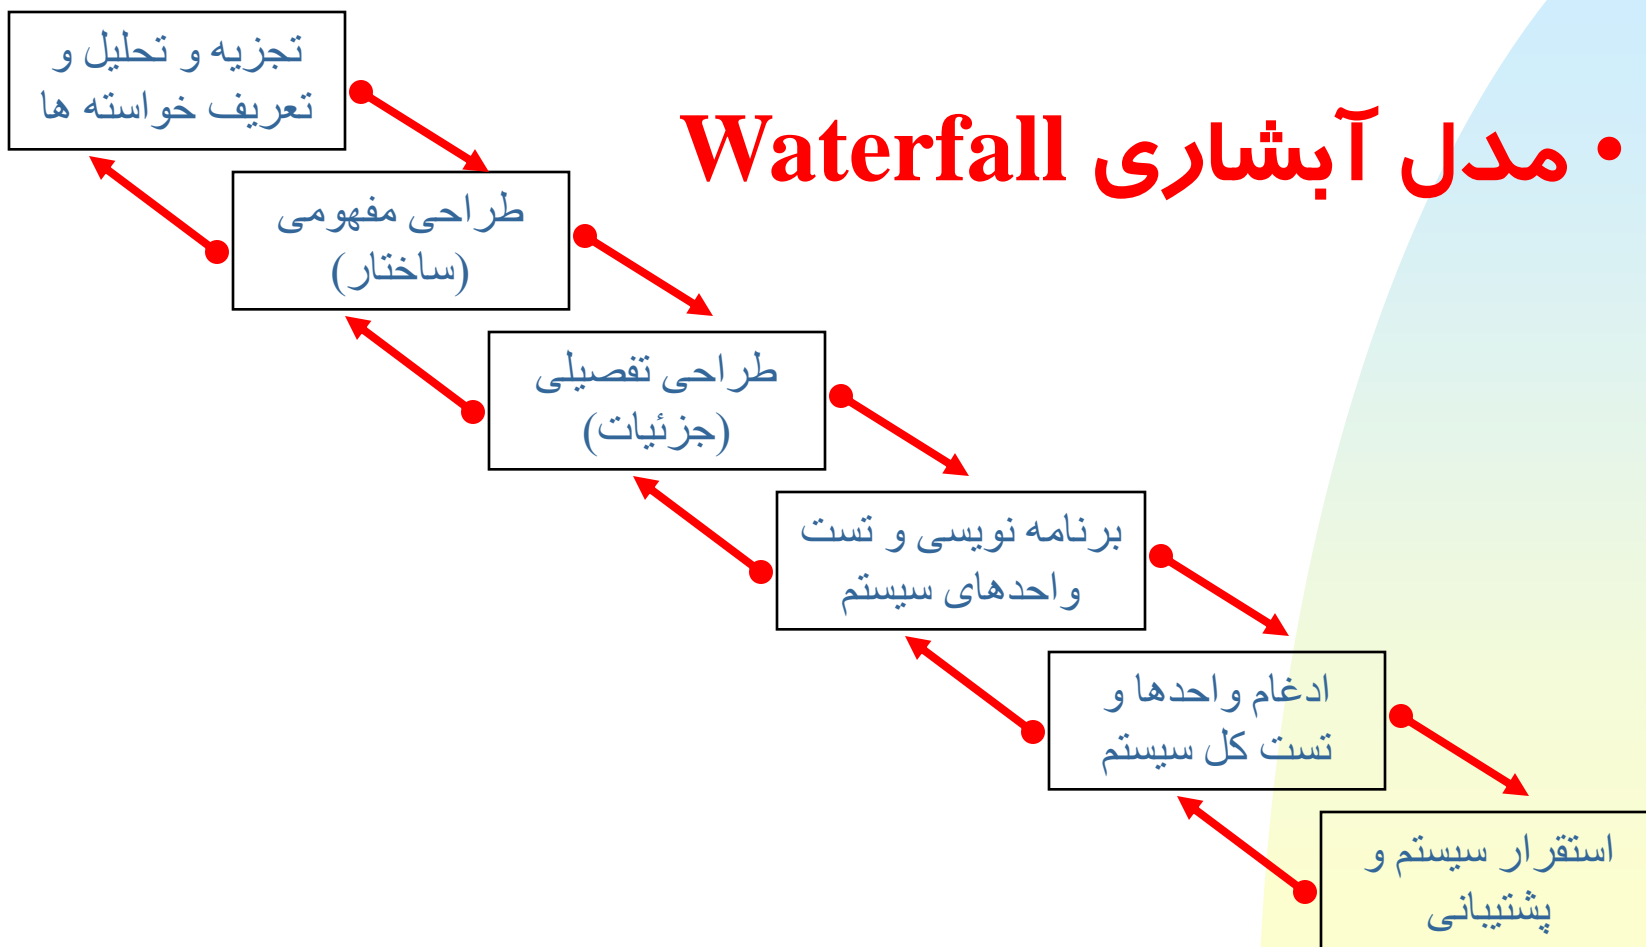 • مدل آبشاری Waterfall
تجزیه و تحلیل و
تعریف خواسته ها
طراحی مفهومی
(ساختار)
طراحی تفصیلی
(جزئیات)
برنامه نویسی و تست
واحدهای سیستم
ادغام واحدها و
تست کل سیستم
استقرار سیستم و
پشتیبانی